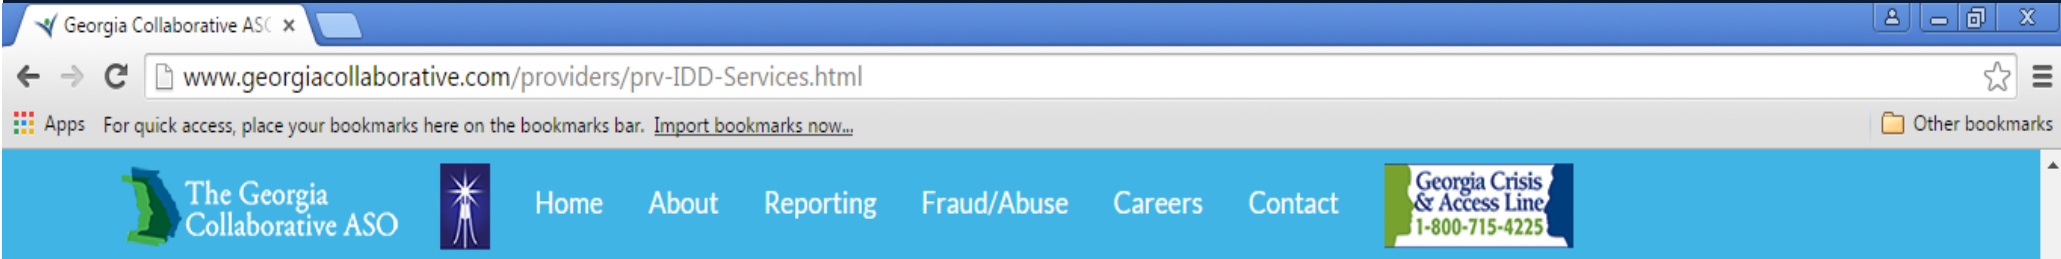 Georgia Collaborative ASC
www.georgiacollaborative.com/providers/prv-IDD-Services.html
Apps For quick access, place your bookmarks here on the bookmarks bar. Import bookmarks now... Other bookmarks
The Georgia
Collaborative ASO
Home About Reporting Fraud/Abuse Careers Contact
Georgia Crisis
& Access Line
1-800-715-4225